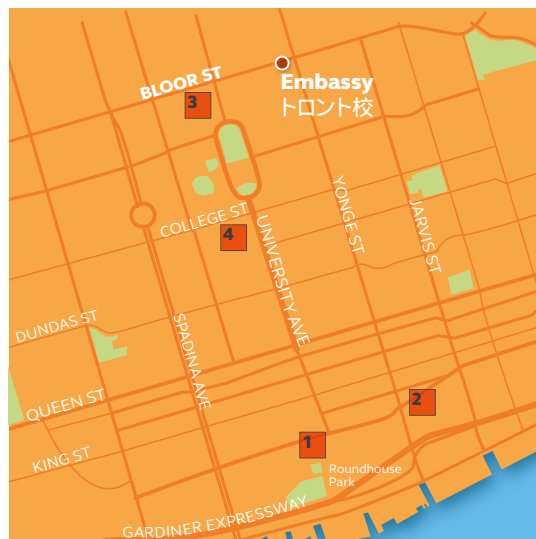 BLOOR ST
Embassy
トロント校
3
COLLEGE ST
4
UNIVERSITY AVE
YONGE ST
JARVIS ST
DUNDAS ST
SPADINA AVE
QUEEN ST
2
KING ST
1
Roundhouse
Park
GARDINER EXPRESSWAY